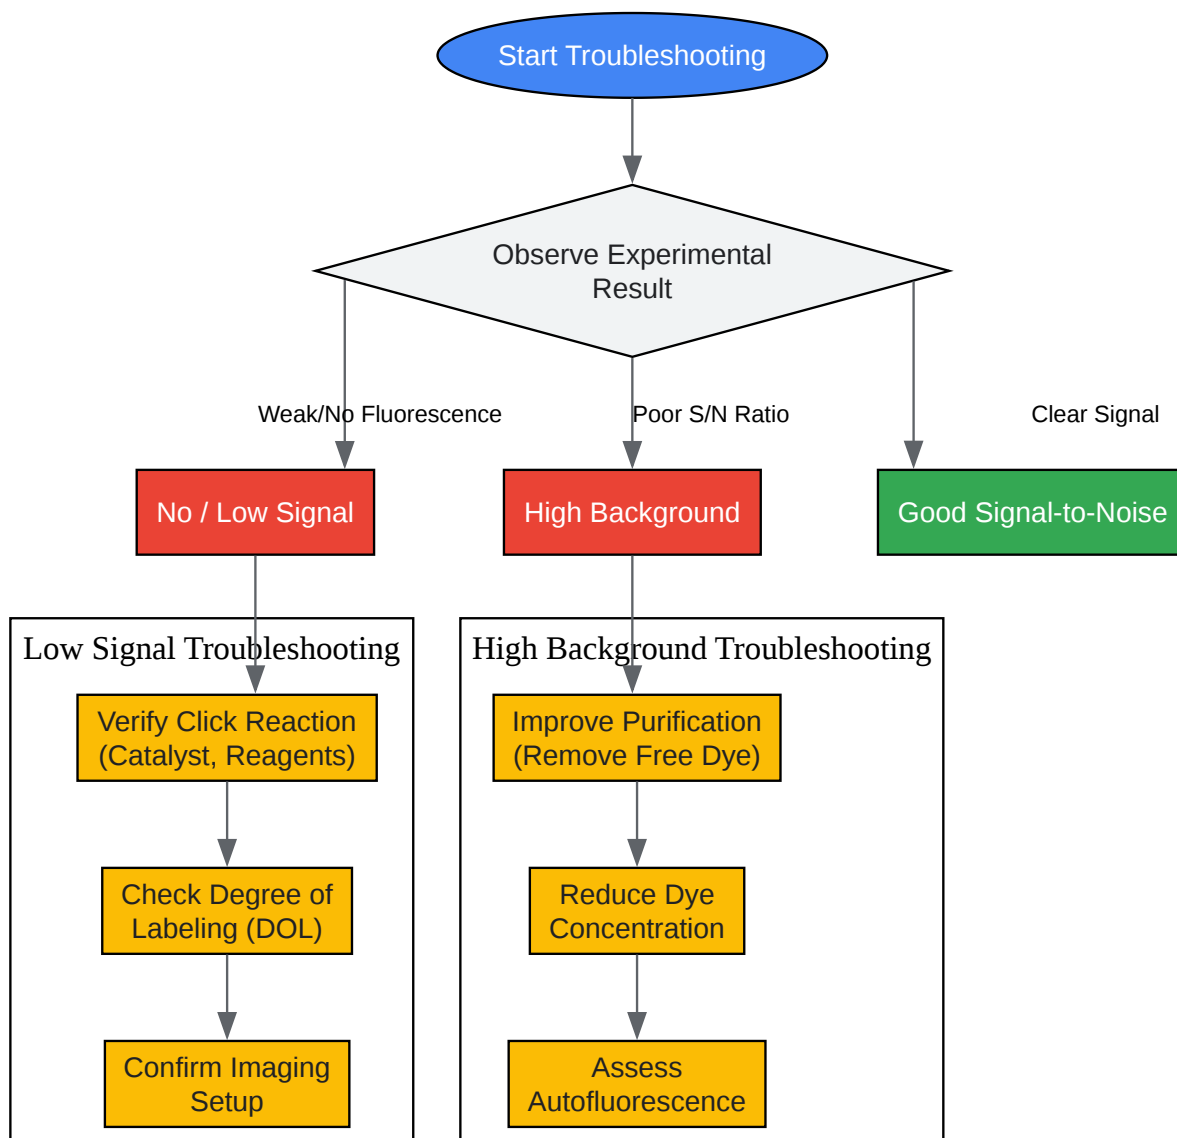 Start Troubleshooting
Observe Experimental
Result
Weak/No Fluorescence
Poor S/N Ratio
Clear Signal
No / Low Signal
High Background
Good Signal-to-Noise
Low Signal Troubleshooting
High Background Troubleshooting
Verify Click Reaction
(Catalyst, Reagents)
Improve Purification
(Remove Free Dye)
Check Degree of
Labeling (DOL)
Reduce Dye
Concentration
Confirm Imaging
Setup
Assess
Autofluorescence